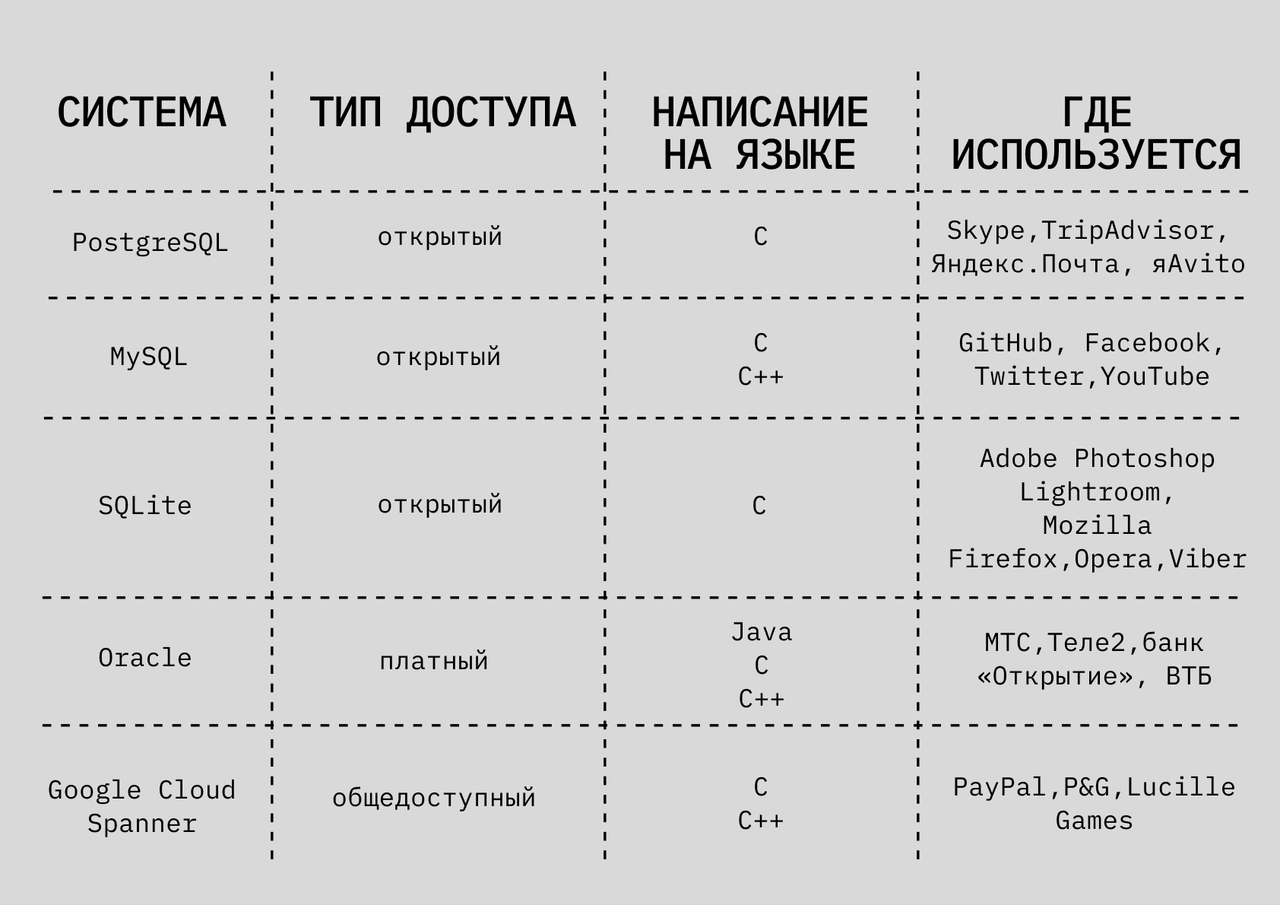 СИСТЕМА
ТИП ДОСТУПА
НАПИСАНИЕ
НА ЯЗЫКЕ
ГДЕ
ИСПОЛЬЗУЕТСЯ
PostgreSQL
открытый
C
Skype,TripAdvisor,
Яндекс.Почта, яAvito
MySQL
открытый
C
C++
GitHub, Facebook,
Twitter,YouTube
SQLite
открытый
C
Adobe Photoshop
Lightroom,
Mozilla
Firefox,Opera,Viber
Oracle
платный
Java
C
C++
МТС,Теле2,банк
«Открытие», ВТБ
Google Cloud
Spanner
общедоступный
C
C++
PayPal,P&G,Lucille
Games